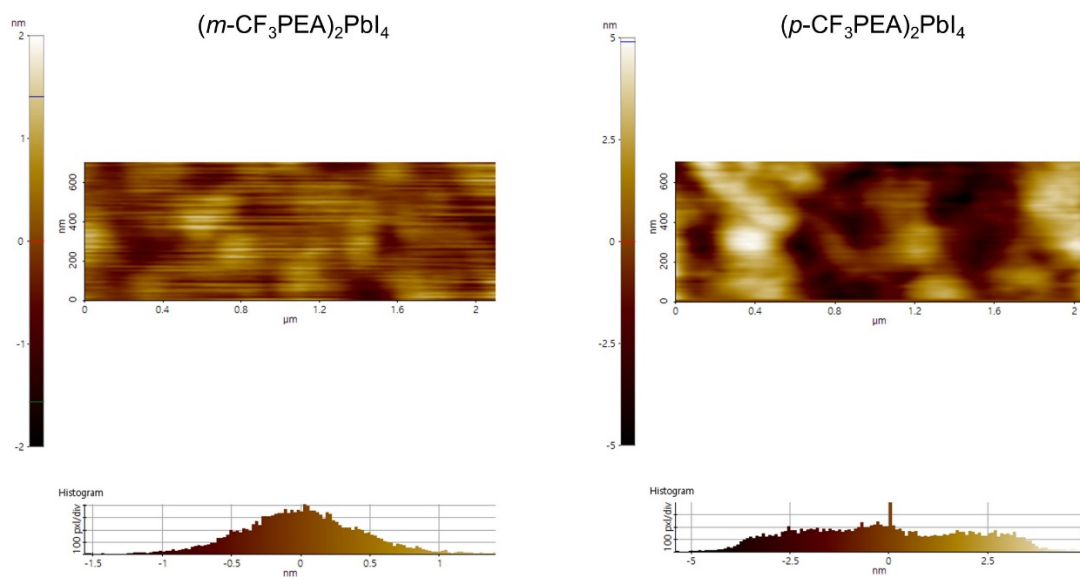 (m-CF₃PEA)₂PbI₄
nm
2
1
0
-1
-2
600
400
200
0
nm
0 0.4 0.8 1.2 1.6 2
µm
Histogram
100 pxl/div
-1.5 -1 -0.5 0 0.5 1
nm
(p-CF₃PEA)₂PbI₄
nm
5
2.5
0
-2.5
-5
600
400
200
0
nm
0 0.4 0.8 1.2 1.6 2
µm
Histogram
100 pxl/div
-5 -2.5 0 2.5
nm